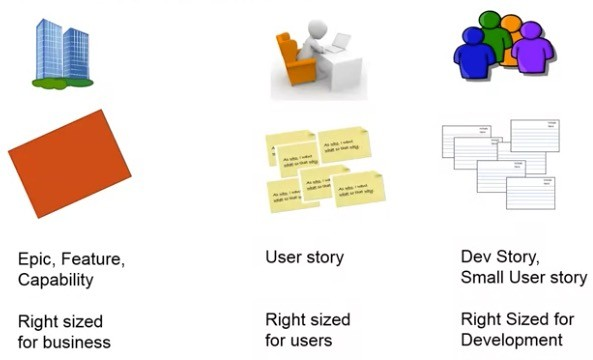 Epic, Feature,
Capability
Right sized
for business
User story
Right sized
for users
Dev Story,
Small User story
Right Sized for
Development